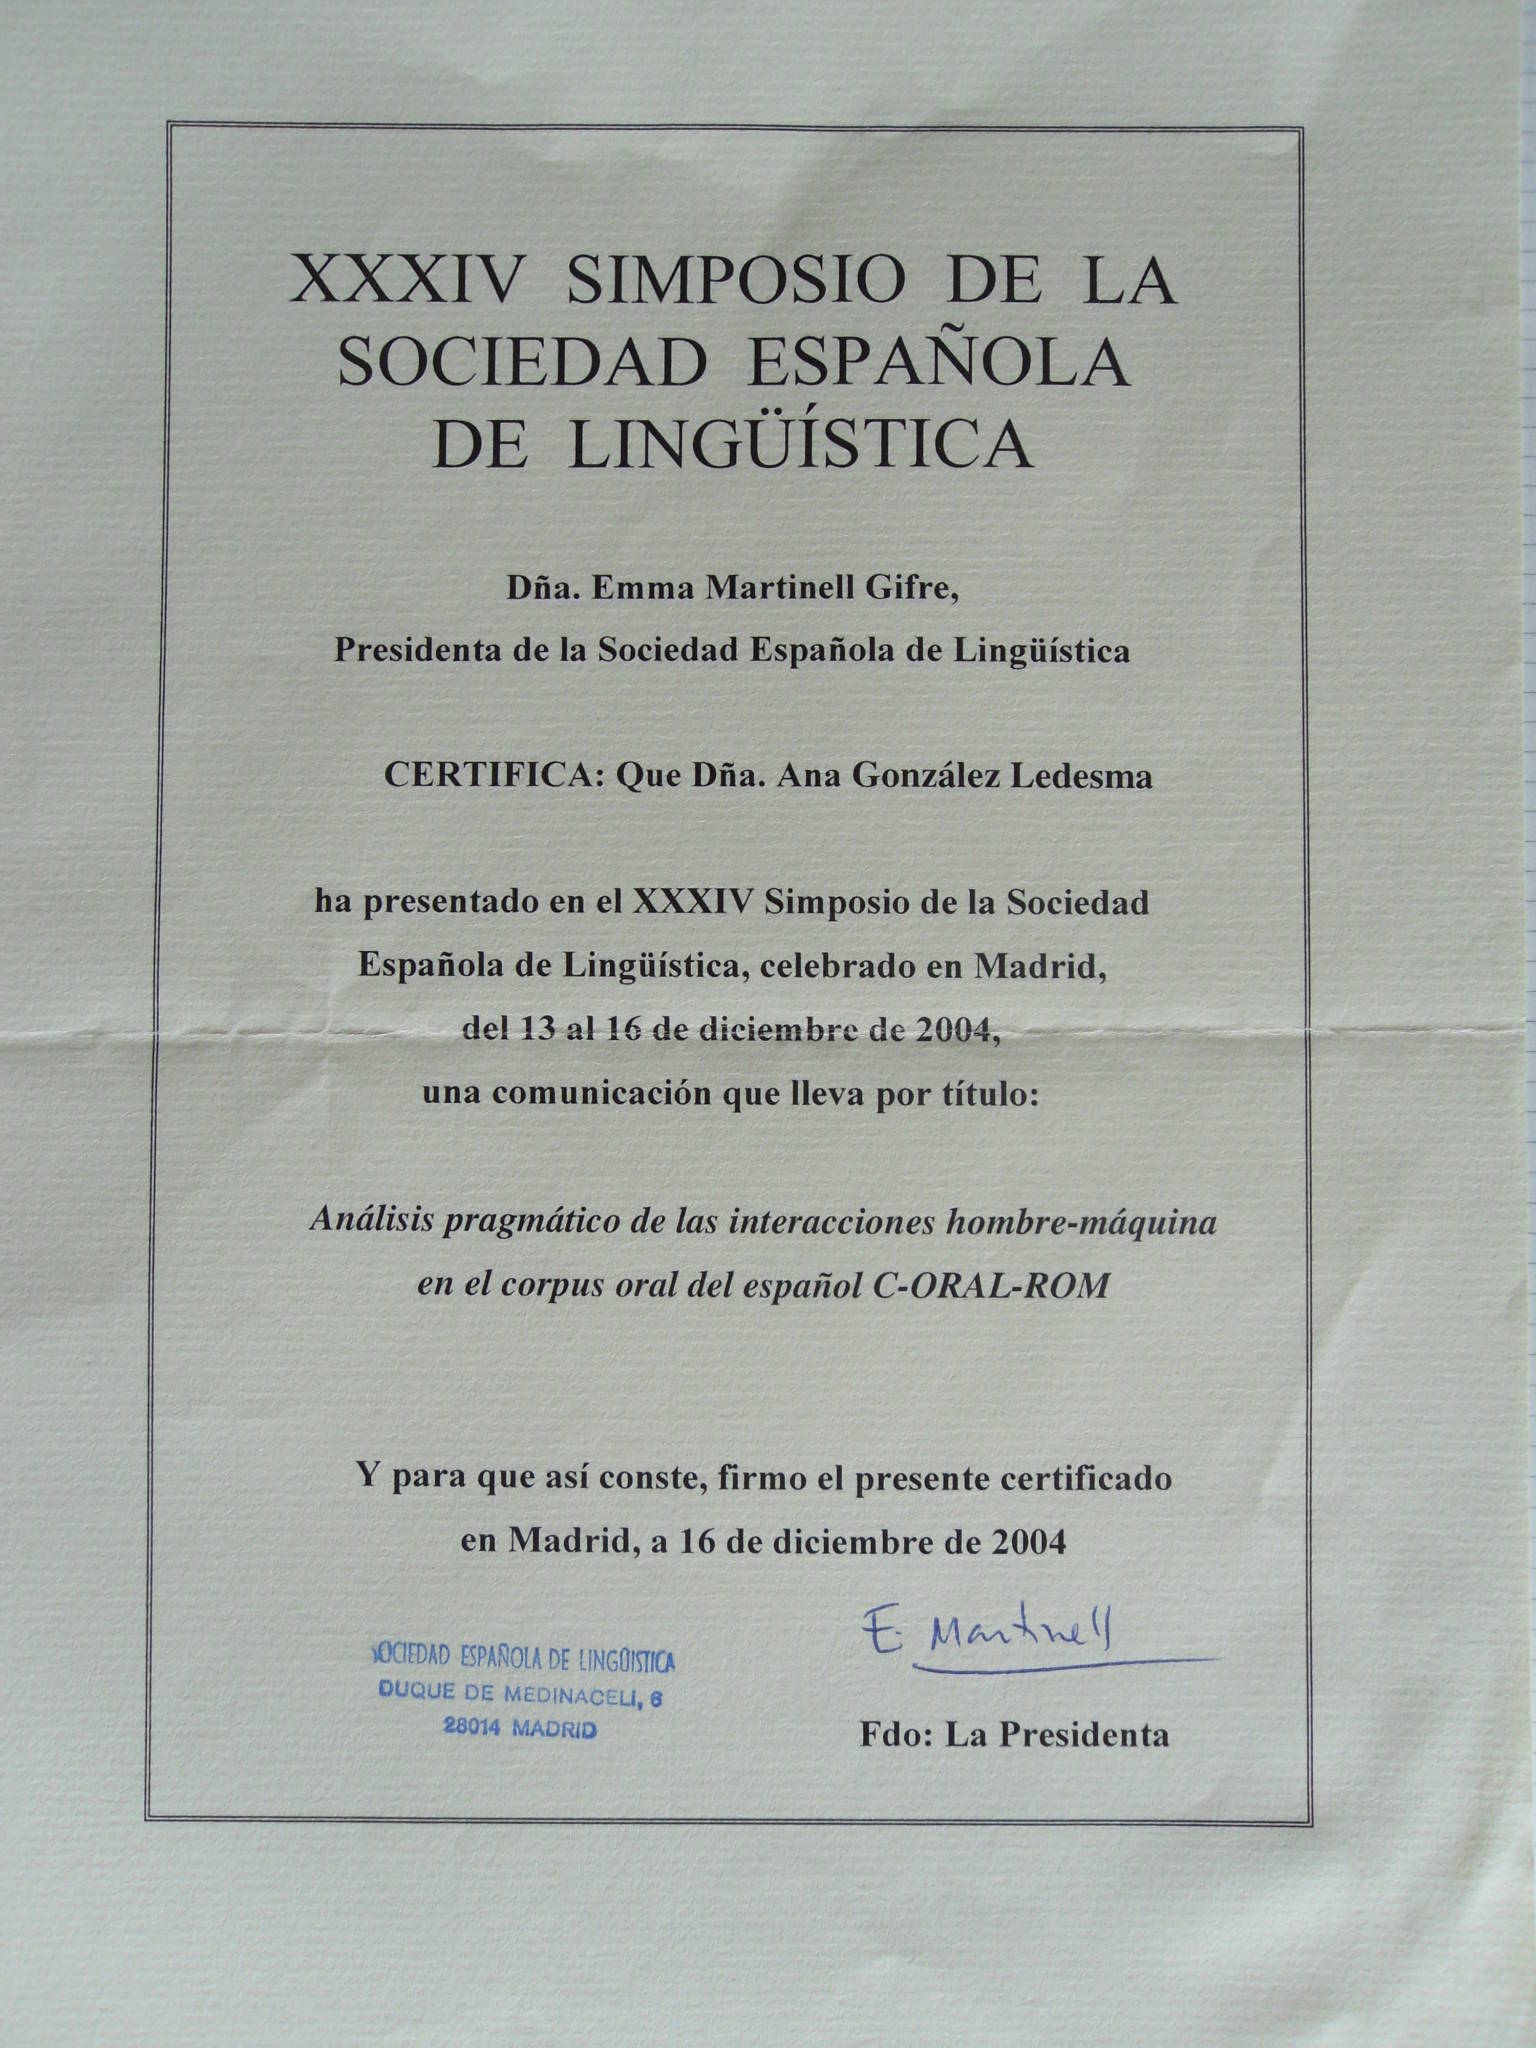 XXXIV SIMPOSIO DE LA
SOCIEDAD ESPAÑOLA
DE LINGÜÍSTICA
Dña. Emma Martinell Gifre,
Presidenta de la Sociedad Española de Lingüística
CERTIFICA: Que Dña. Ana González Ledesma
ha presentado en el XXXIV Simposio de la Sociedad
Española de Lingüística, celebrado en Madrid,
del 13 al 16 de diciembre de 2004,
una comunicación que lleva por título:
Análisis pragmático de las interacciones hombre-máquina
en el corpus oral del español C-ORAL-ROM
Y para que así conste, firmo el presente certificado
en Madrid, a 16 de diciembre de 2004
E. Martinell
SOCIEDAD ESPAÑOLA DE LINGÜISTICA
DUQUE DE MEDINACELI, 6
28014 MADRID
Fdo: La Presidenta